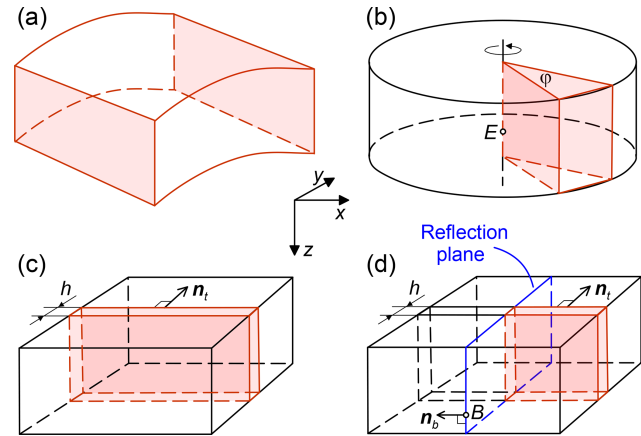 (a)
(b)
φ
E
y
x
z
Reflection
plane
(c)
h
n_t
(d)
h
n_t
n_b
B